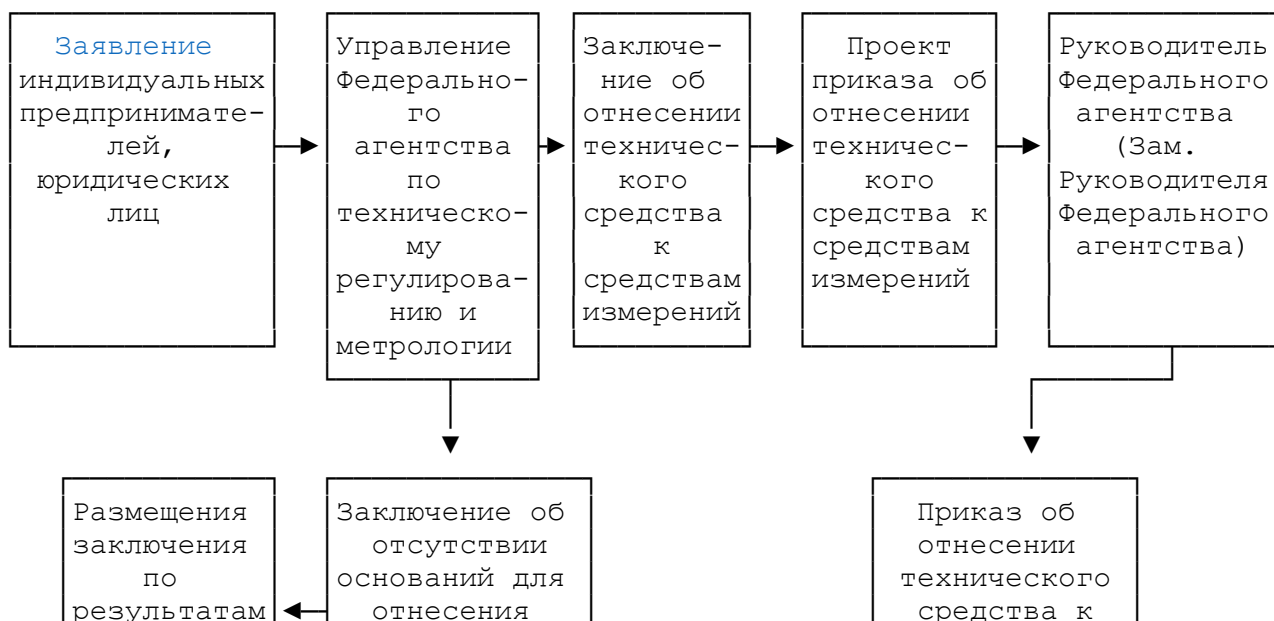 Заявление
индивидуальных
предпринимате-
лей,
юридических
лиц
Управление
Федерально-
го
агентства
по
техническо-
му
регулирова-
нию и
метрологии
Заключе-
ние об
отнесении
техничес-
кого
средства
к
средствам
измерений
Проект
приказа об
отнесении
техничес-
кого
средства к
средствам
измерений
Руководитель
Федерального
агентства
(Зам.
Руководителя
Федерального
агентства)
Размещения
заключения
по
результатам
Заключение об
отсутствии
оснований для
отнесения
Приказ об
отнесении
технического
средства к